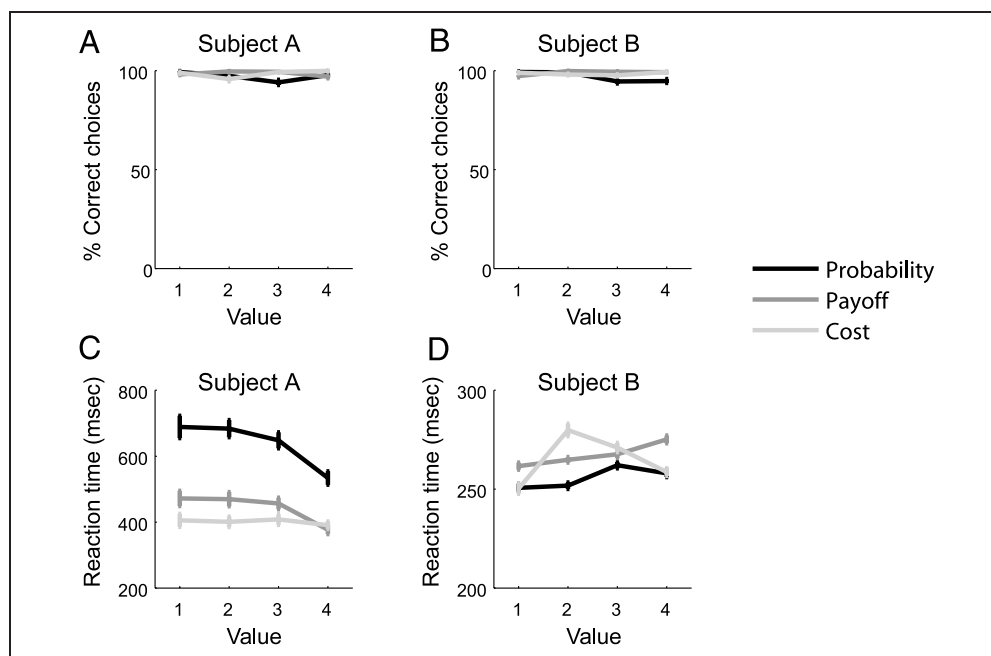 A
Subject A
% Correct choices
100
50
0
1 2 3 4
Value
B
Subject B
% Correct choices
100
50
0
1 2 3 4
Value
Probability
Payoff
Cost
C
Subject A
Reaction time (msec)
800
600
400
200
1 2 3 4
Value
D
Subject B
Reaction time (msec)
300
250
200
1 2 3 4
Value